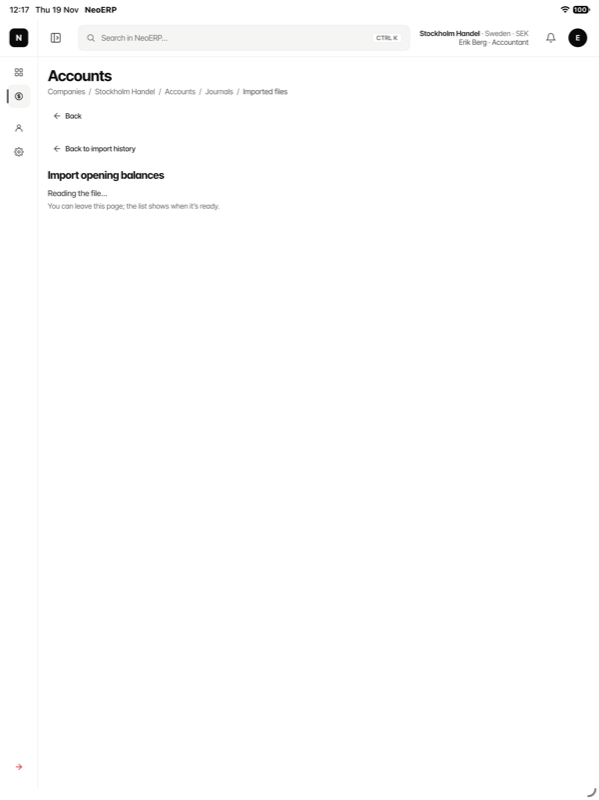 12:17 Thu 19 Nov NeoERP
100
N
Search in NeoERP...
CTRL K
Stockholm Handel · Sweden · SEK
Erik Berg · Accountant
E
Accounts
Companies / Stockholm Handel / Accounts / Journals / Imported files
← Back
← Back to import history
Import opening balances
Reading the file...
You can leave this page; the list shows when it's ready.